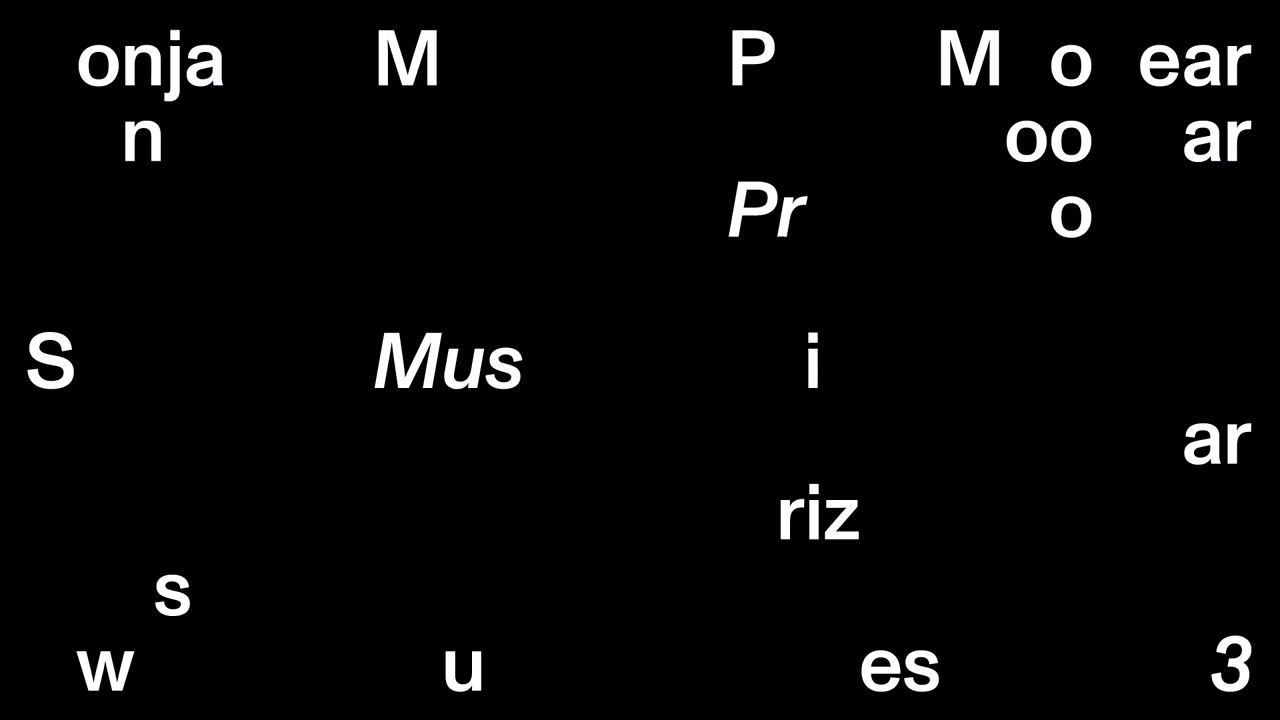 onja M P M o ear
n oo ar
Pr o
S Mus i
ar
riz
s
w u es 3